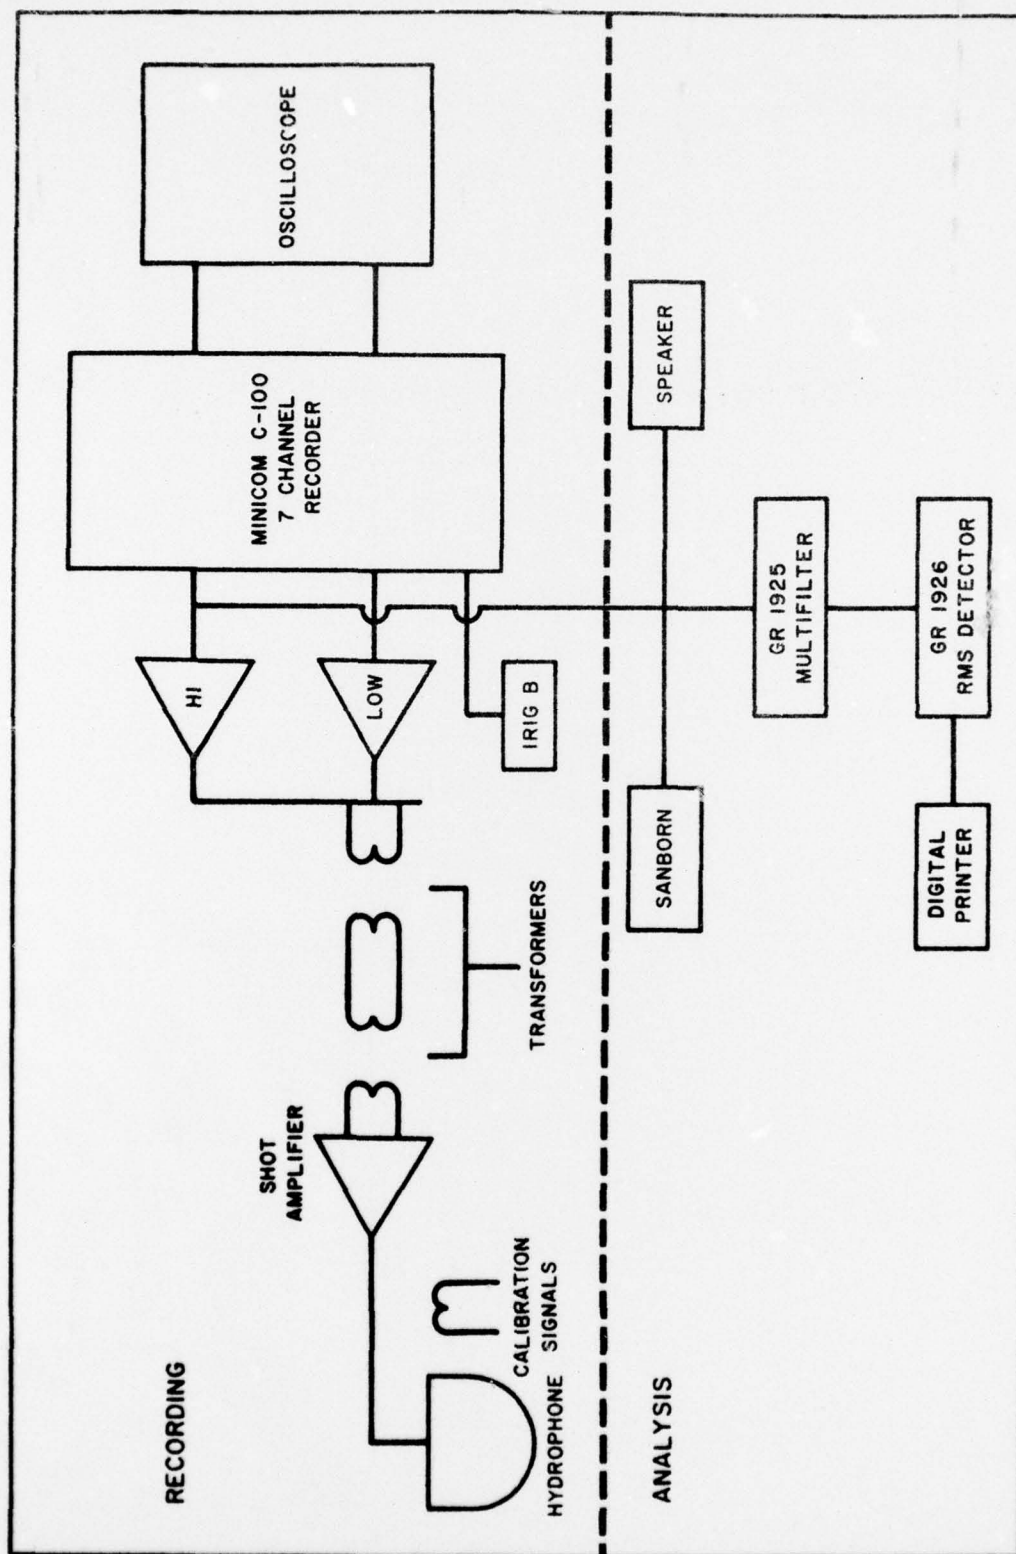 RECORDING
HYDROPHONE
CALIBRATION
SIGNALS
SHOT
AMPLIFIER
TRANSFORMERS
HI
LOW
IRIG B
MINICOM C-100
7 CHANNEL
RECORDER
OSCILLOSCOPE
ANALYSIS
SANBORN
SPEAKER
GR 1925
MULTIFILTER
DIGITAL
PRINTER
GR 1926
RMS DETECTOR